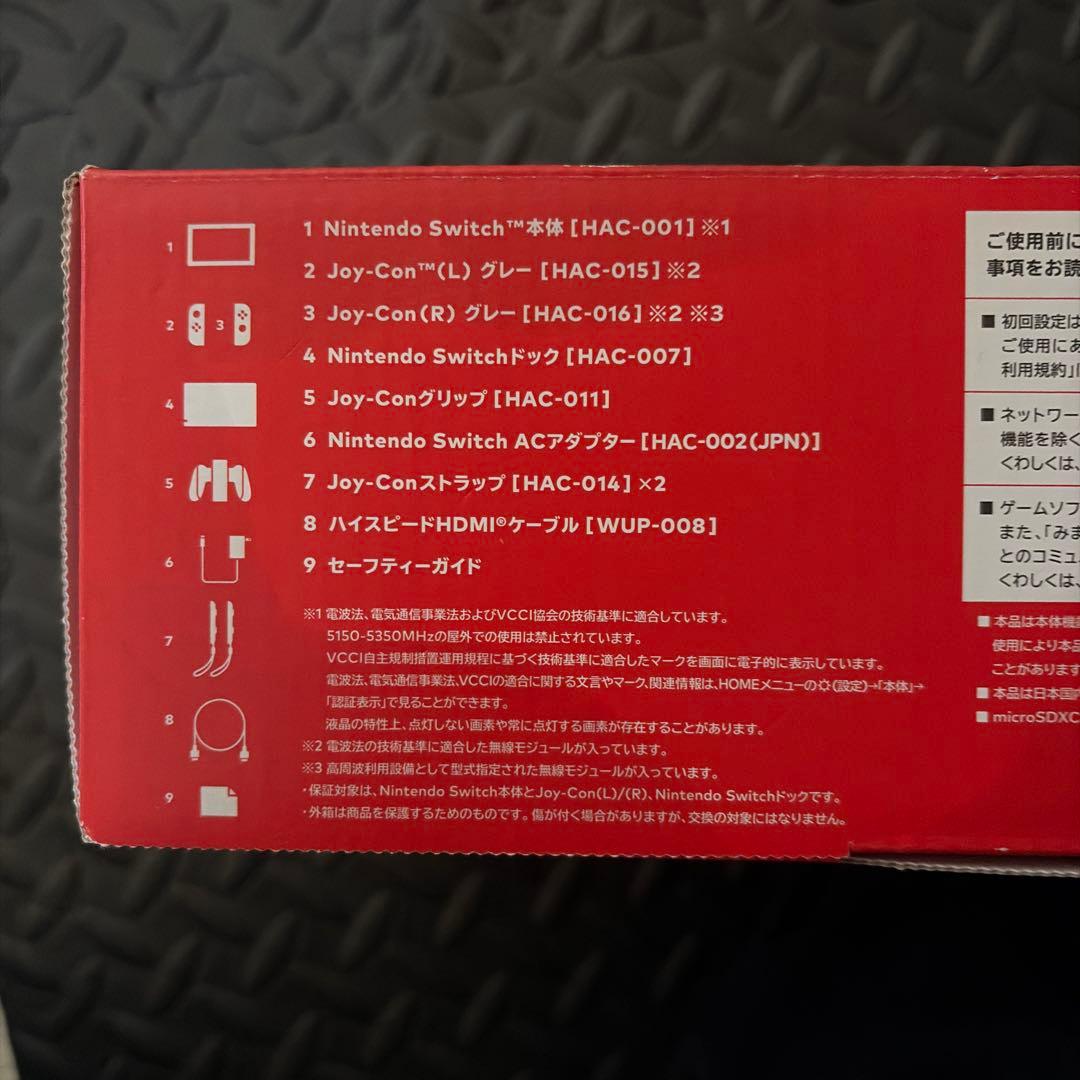 1 Nintendo Switch™本体 [HAC-001] ※1
2 Joy-Con™(L) グレー [HAC-015] ※2
3 Joy-Con(R) グレー [HAC-016] ※2 ※3
4 Nintendo Switchドック [HAC-007]
5 Joy-Conグリップ [HAC-011]
6 Nintendo Switch ACアダプター [HAC-002(JPN)]
7 Joy-Conストラップ [HAC-014] ×2
8 ハイスピードHDMI®ケーブル [WUP-008]
9 セーフティーガイド
※1 電波法、電気通信事業法およびVCCI協会の技術基準に適合しています。
5150-5350MHzの屋外での使用は禁止されています。
VCCI自主規制措置運用規程に基づく技術基準に適合したマークを画面に電子的に表示しています。
電波法、電気通信事業法、VCCIの適合に関する文言やマーク、関連情報は、HOMEメニューの(設定)→「本体」→
「認証表示」で見ることができます。
液晶の特性上、点灯しない画素や常に点灯する画素が存在することがあります。
※2 電波法の技術基準に適合した無線モジュールが入っています。
※3 高周波利用設備として型式指定された無線モジュールが入っています。
・保証対象は、Nintendo Switch本体とJoy-Con(L)/(R)、Nintendo Switchドックです。
・外箱は商品を保護するためのものです。傷が付く場合がありますが、交換の対象にはなりません。
1
2
3
4
5
6
7
8
9
ご使用前に
事項をお読
■ 初回設定は
ご使用にあ
利用規約」に
■ ネットワー
機能を除く
くわしくは、
■ ゲームソフ
また、「みま
とのコミュ
くわしくは、
■ 本品は本体機
使用により本品
ことがあります
■ 本品は日本国内
■ microSDXC